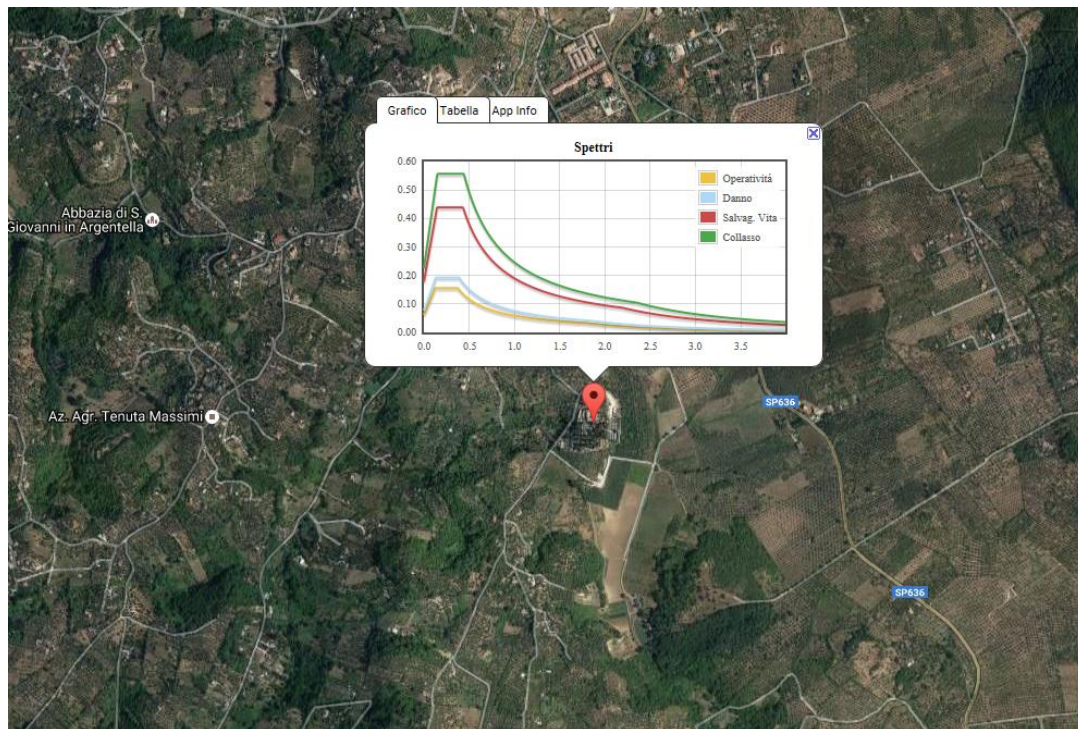 Grafico
Tabella
App Info
Spettri
0.60
0.50
0.40
0.30
0.20
0.10
0.00
0.0
0.5
1.0
1.5
2.0
2.5
3.0
3.5
Operativitá
Danno
Salvag. Vita
Collasso
Abbazia di S.
Giovanni in Argentella
Az. Agr. Tenuta Massimi
SP636
SP636